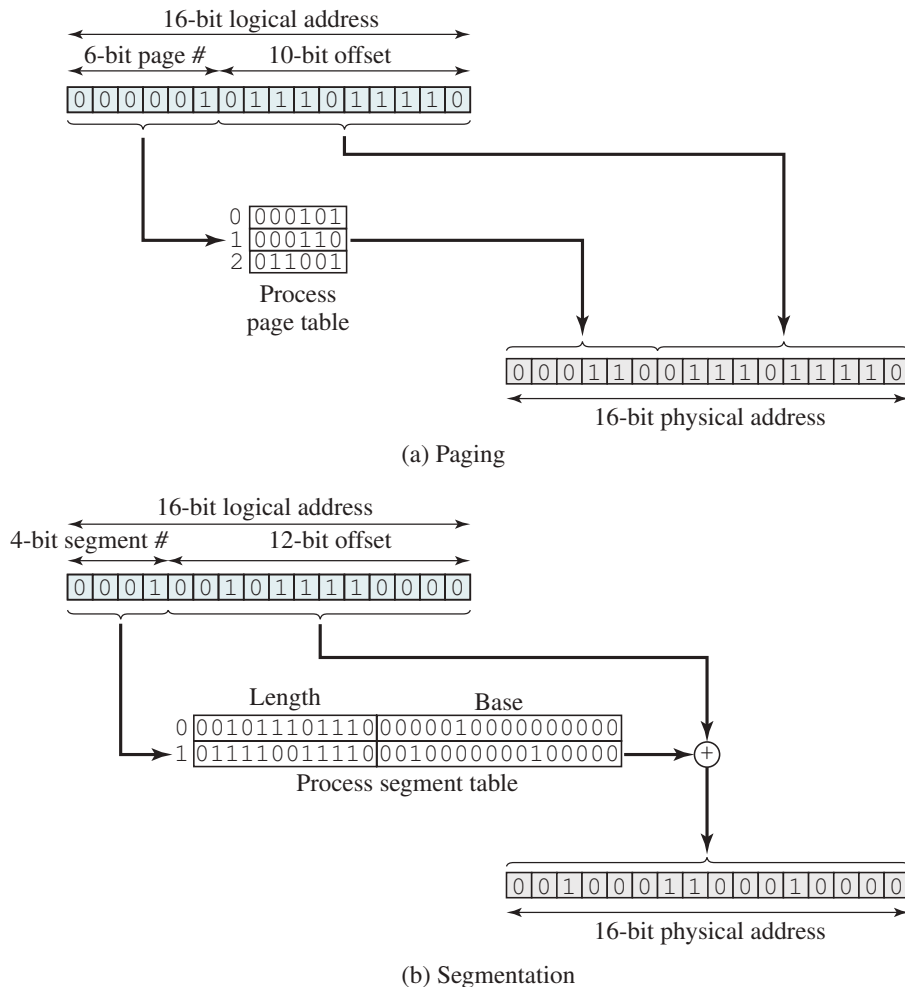 16-bit logical address
6-bit page # 10-bit offset
0 0 0 0 0 1 0 1 1 1 0 1 1 1 1 0
0 000101
1 000110
2 011001
Process
page table
0 0 0 1 1 0 0 1 1 1 0 1 1 1 1 0
16-bit physical address
(a) Paging
16-bit logical address
4-bit segment # 12-bit offset
0 0 0 1 0 0 1 0 1 1 1 1 0 0 0 0
Length Base
0 001011101110 0000010000000000
1 011110011110 0010000000100000
+
Process segment table
0 0 1 0 0 0 1 1 0 0 0 1 0 0 0 0
16-bit physical address
(b) Segmentation